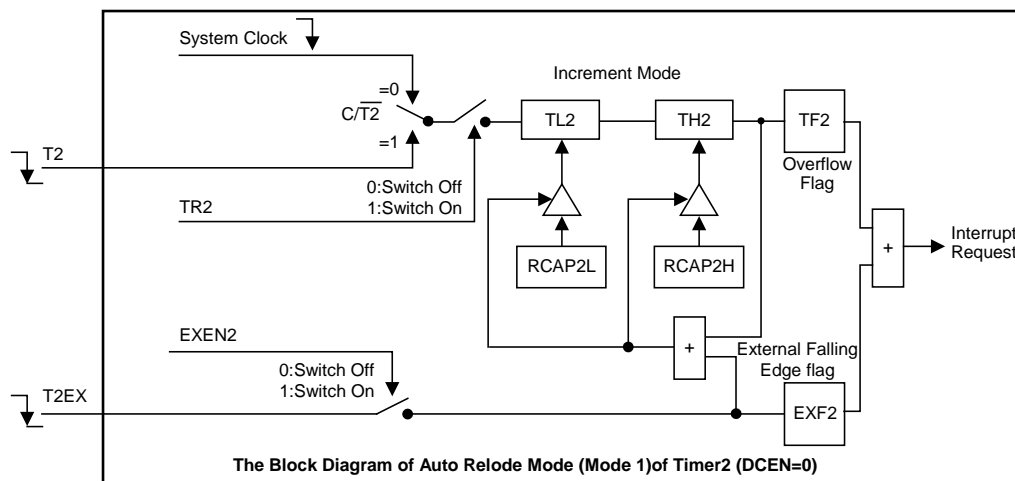 System Clock
Increment Mode
=0
C/T2
=1
TL2
TH2
TF2
T2
Overflow
Flag
0:Switch Off
1:Switch On
TR2
+
Interrupt
Request
RCAP2L
RCAP2H
EXEN2
+
External Falling
Edge flag
0:Switch Off
1:Switch On
T2EX
EXF2
The Block Diagram of Auto Relode Mode (Mode 1)of Timer2 (DCEN=0)